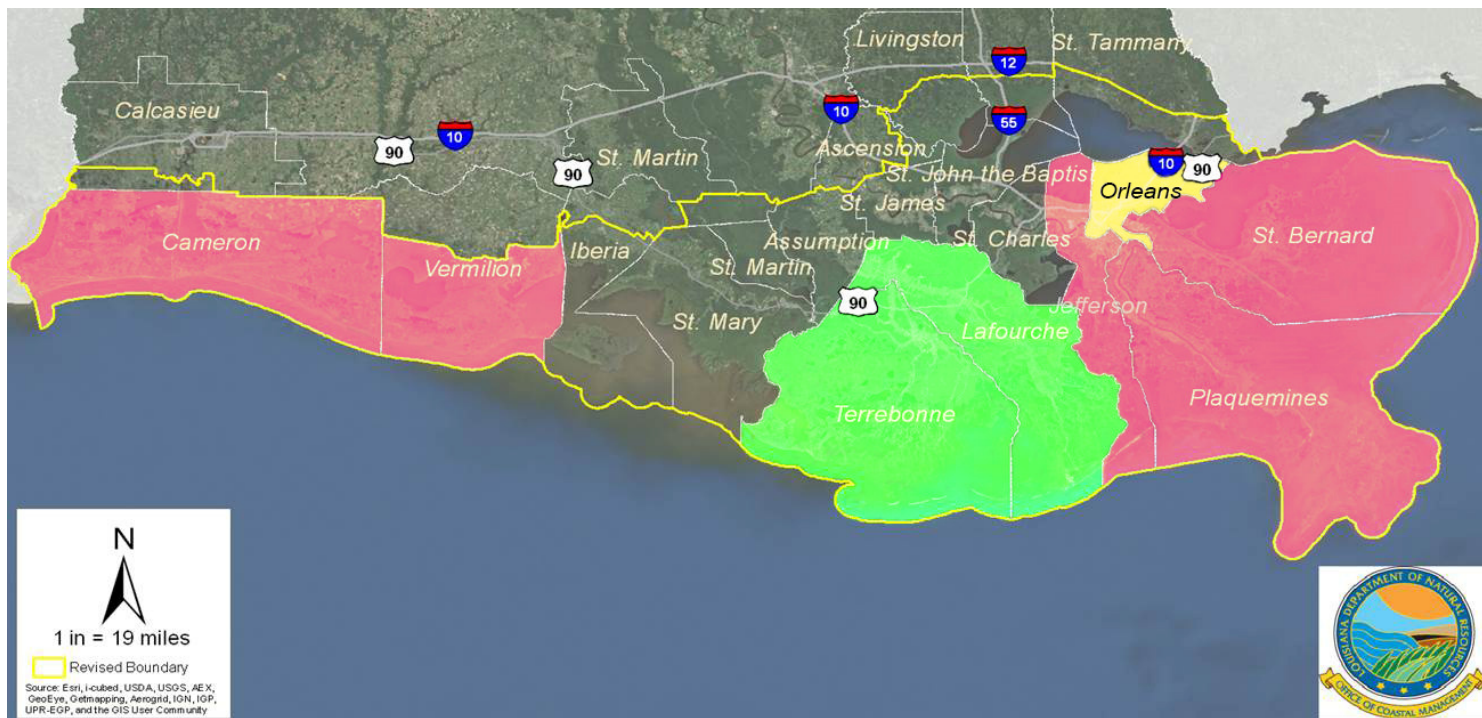 Livingston
St. Tammany
12
Calcasieu
10
55
10
90
St. Martin
90
Ascension
10
90
St. John the Baptist
Orleans
St. James
Cameron
Vermilion
Iberia
Assumption
St. Charles
St. Bernard
St. Martin
90
Jefferson
St. Mary
Lafourche
Terrebonne
Plaquemines
N
1 in = 19 miles
Revised Boundary
Source: Esri, i-cubed, USDA, USGS, AEX,
GeoEye, Getmapping, Aerogrid, IGN, IGP,
UPR-EGP, and the GIS User Community
LOUISIANA DEPARTMENT OF NATURAL RESOURCES
OFFICE OF COASTAL MANAGEMENT